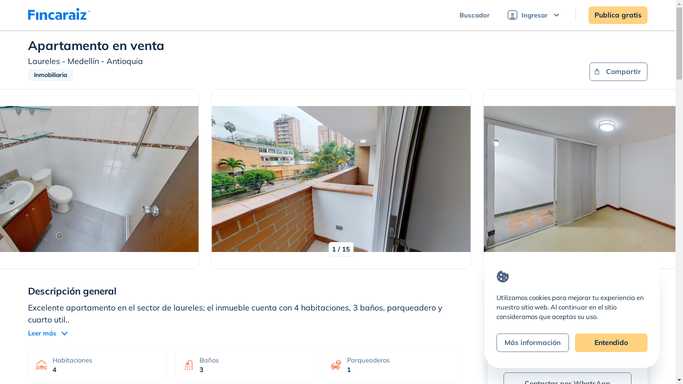 Fincaraiz
Buscador
Ingresar
Publica gratis
Apartamento en venta
Laureles - Medellín - Antioquia
Inmobiliaria
Compartir
1 / 15
Descripción general
Excelente apartamento en el sector de laureles; el inmueble cuenta con 4 habitaciones, 3 baños, parqueadero y
cuarto util..
Leer más
Habitaciones
4
Baños
3
Parqueaderos
1
Utilizamos cookies para mejorar tu experiencia en
nuestro sitio web. Al continuar en el sitio
consideramos que aceptas su uso.
Más información
Entendido
Contactar por WhatsApp